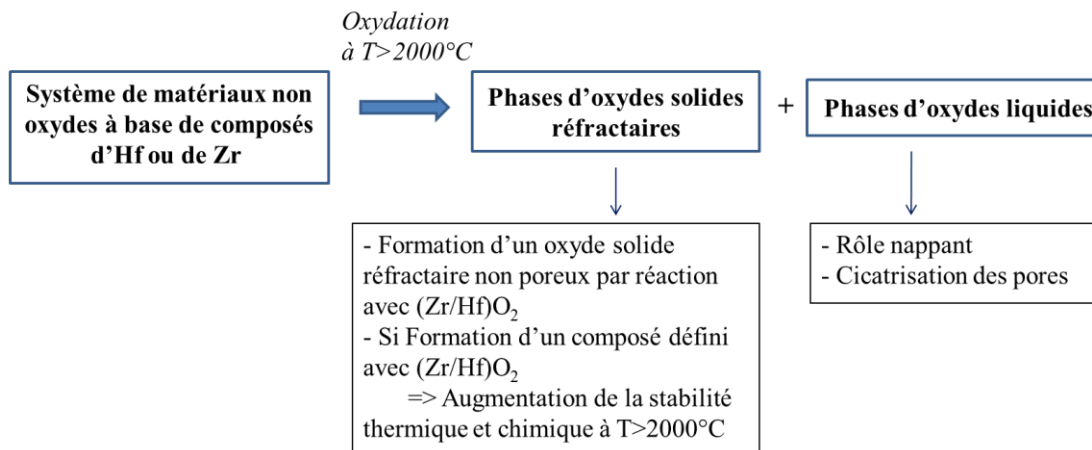 Oxydation
à T>2000°C
Système de matériaux non
oxydes à base de composés
d'Hf ou de Zr
Phases d'oxydes solides
réfractaires
+
Phases d'oxydes liquides
- Formation d'un oxyde solide
réfractaire non poreux par réaction
avec (Zr/Hf)O₂
- Si Formation d'un composé défini
avec (Zr/Hf)O₂
=> Augmentation de la stabilité
thermique et chimique à T>2000°C
- Rôle nappant
- Cicatrisation des pores